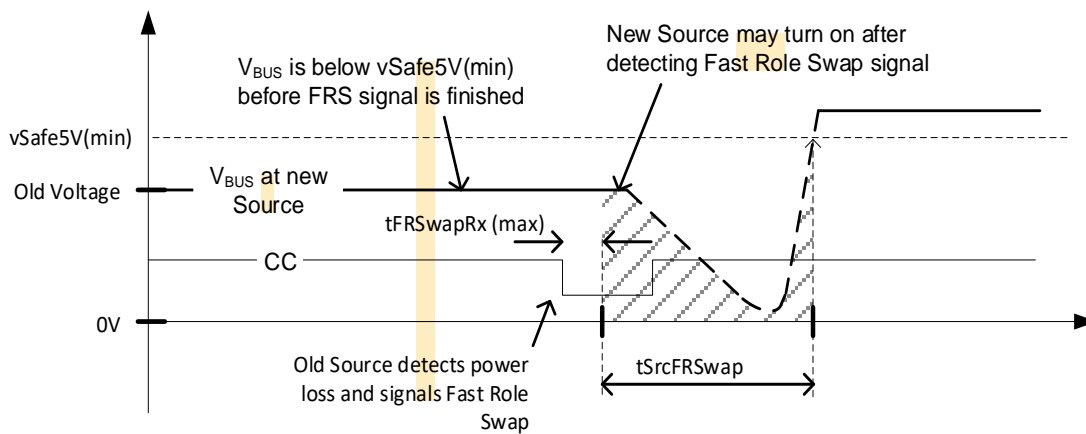 V_BUS is below vSafe5V(min)
before FRS signal is finished
New Source may turn on after
detecting Fast Role Swap signal
vSafe5V(min)
Old Voltage
V_BUS at new
Source
tFRSwapRx (max)
CC
0V
Old Source detects power
loss and signals Fast Role
Swap
tSrcFRSwap